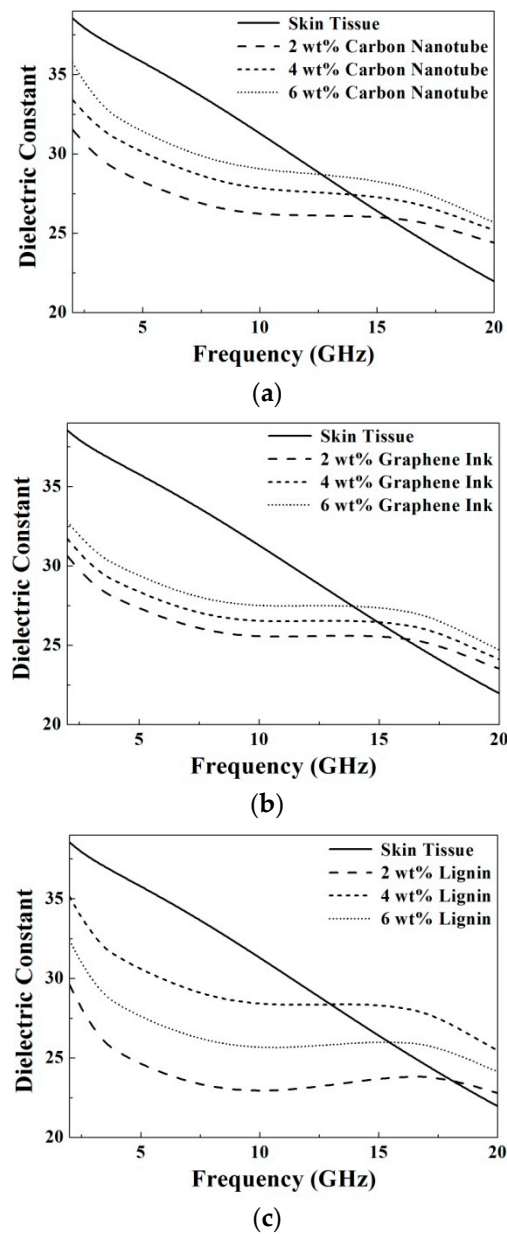 Skin Tissue
2 wt% Carbon Nanotube
4 wt% Carbon Nanotube
6 wt% Carbon Nanotube
Dielectric Constant
35
30
25
20
5
10
15
20
Frequency (GHz)
(a)
Skin Tissue
2 wt% Graphene Ink
4 wt% Graphene Ink
6 wt% Graphene Ink
Dielectric Constant
35
30
25
20
5
10
15
20
Frequency (GHz)
(b)
Skin Tissue
2 wt% Lignin
4 wt% Lignin
6 wt% Lignin
Dielectric Constant
35
30
25
20
5
10
15
20
Frequency (GHz)
(c)